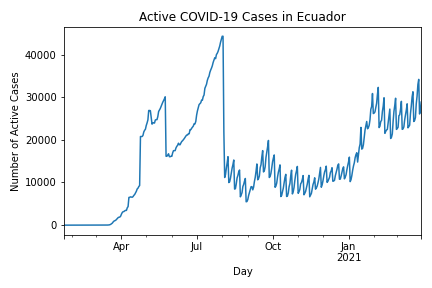 Active COVID-19 Cases in Ecuador
Number of Active Cases
40000
30000
20000
10000
0
Apr
Jul
Oct
Jan
2021
Day